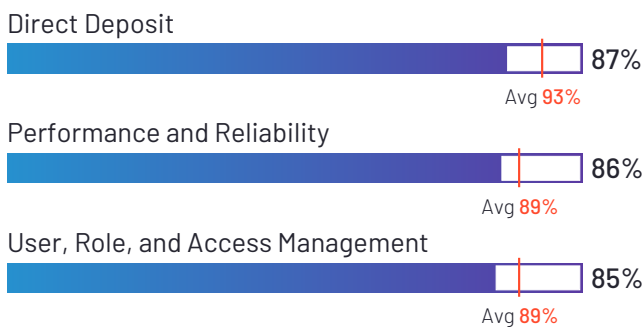 Direct Deposit
87%
Avg 93%
Performance and Reliability
86%
Avg 89%
User, Role, and Access Management
85%
Avg 89%